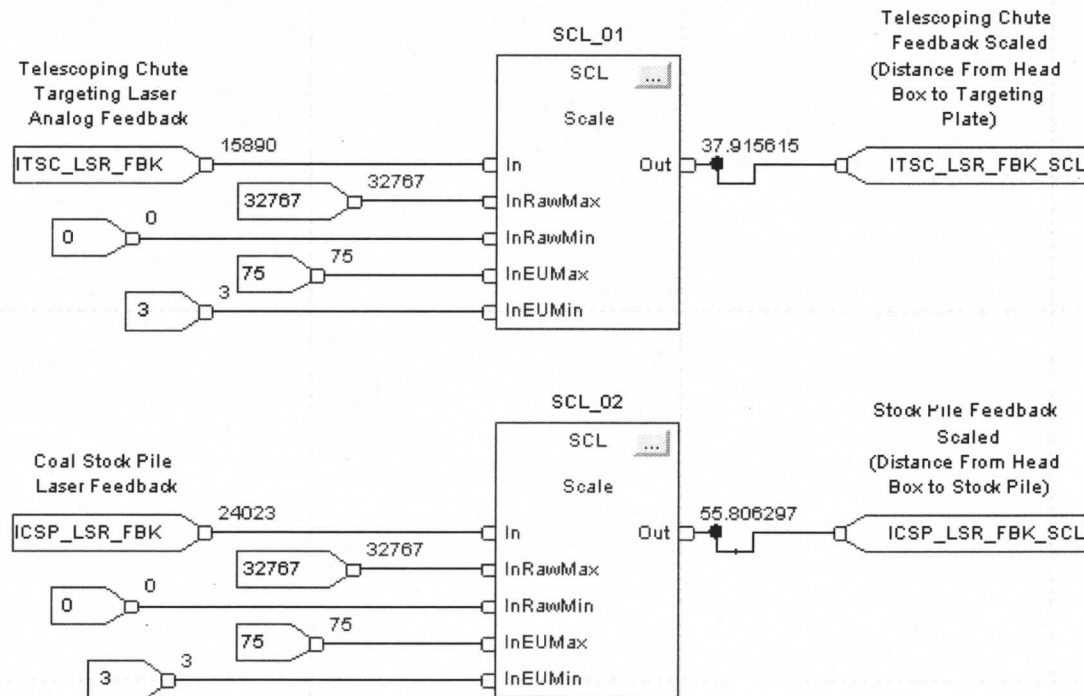 SCL_01
Telescoping Chute
Feedback Scaled
(Distance From Head
Box to Targeting
Plate)
Telescoping Chute
Targeting Laser
Analog Feedback
SCL ...
Scale
ITSC_LSR_FBK 15890 In Out 37.915615 ITSC_LSR_FBK_SCL
32767 32767 InRawMax
0 0 InRawMin
75 75 InEUMax
3 3 InEUMin
SCL_02
Stock Pile Feedback
Scaled
(Distance From Head
Box to Stock Pile)
Coal Stock Pile
Laser Feedback
SCL ...
Scale
ICSP_LSR_FBK 24023 In Out 55.806297 ICSP_LSR_FBK_SCL
32767 32767 InRawMax
0 0 InRawMin
75 75 InEUMax
3 3 InEUMin